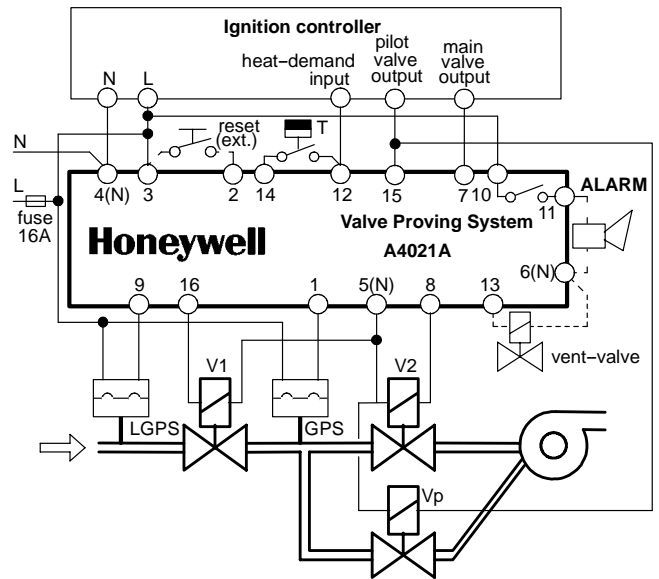 Ignition controller
N
L
heat-demand
input
pilot
valve
output
main
valve
output
N
reset
(ext.)
T
L
fuse
16A
4(N)
3
2
14
12
15
7
10
11
ALARM
Honeywell
Valve Proving System
A4021A
6(N)
9
16
1
5(N)
8
13
vent-valve
V1
V2
LGPS
GPS
Vp